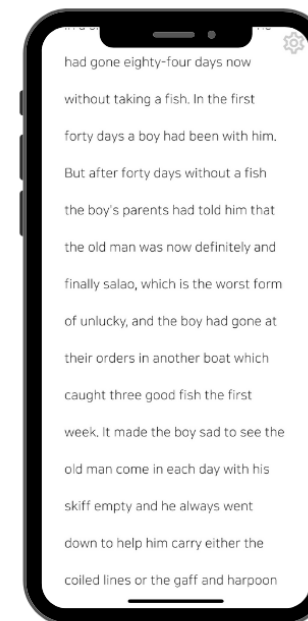 had gone eighty-four days now
without taking a fish. In the first
forty days a boy had been with him.
But after forty days without a fish
the boy's parents had told him that
the old man was now definitely and
finally salao, which is the worst form
of unlucky, and the boy had gone at
their orders in another boat which
caught three good fish the first
week. It made the boy sad to see the
old man come in each day with his
skiff empty and he always went
down to help him carry either the
coiled lines or the gaff and harpoon